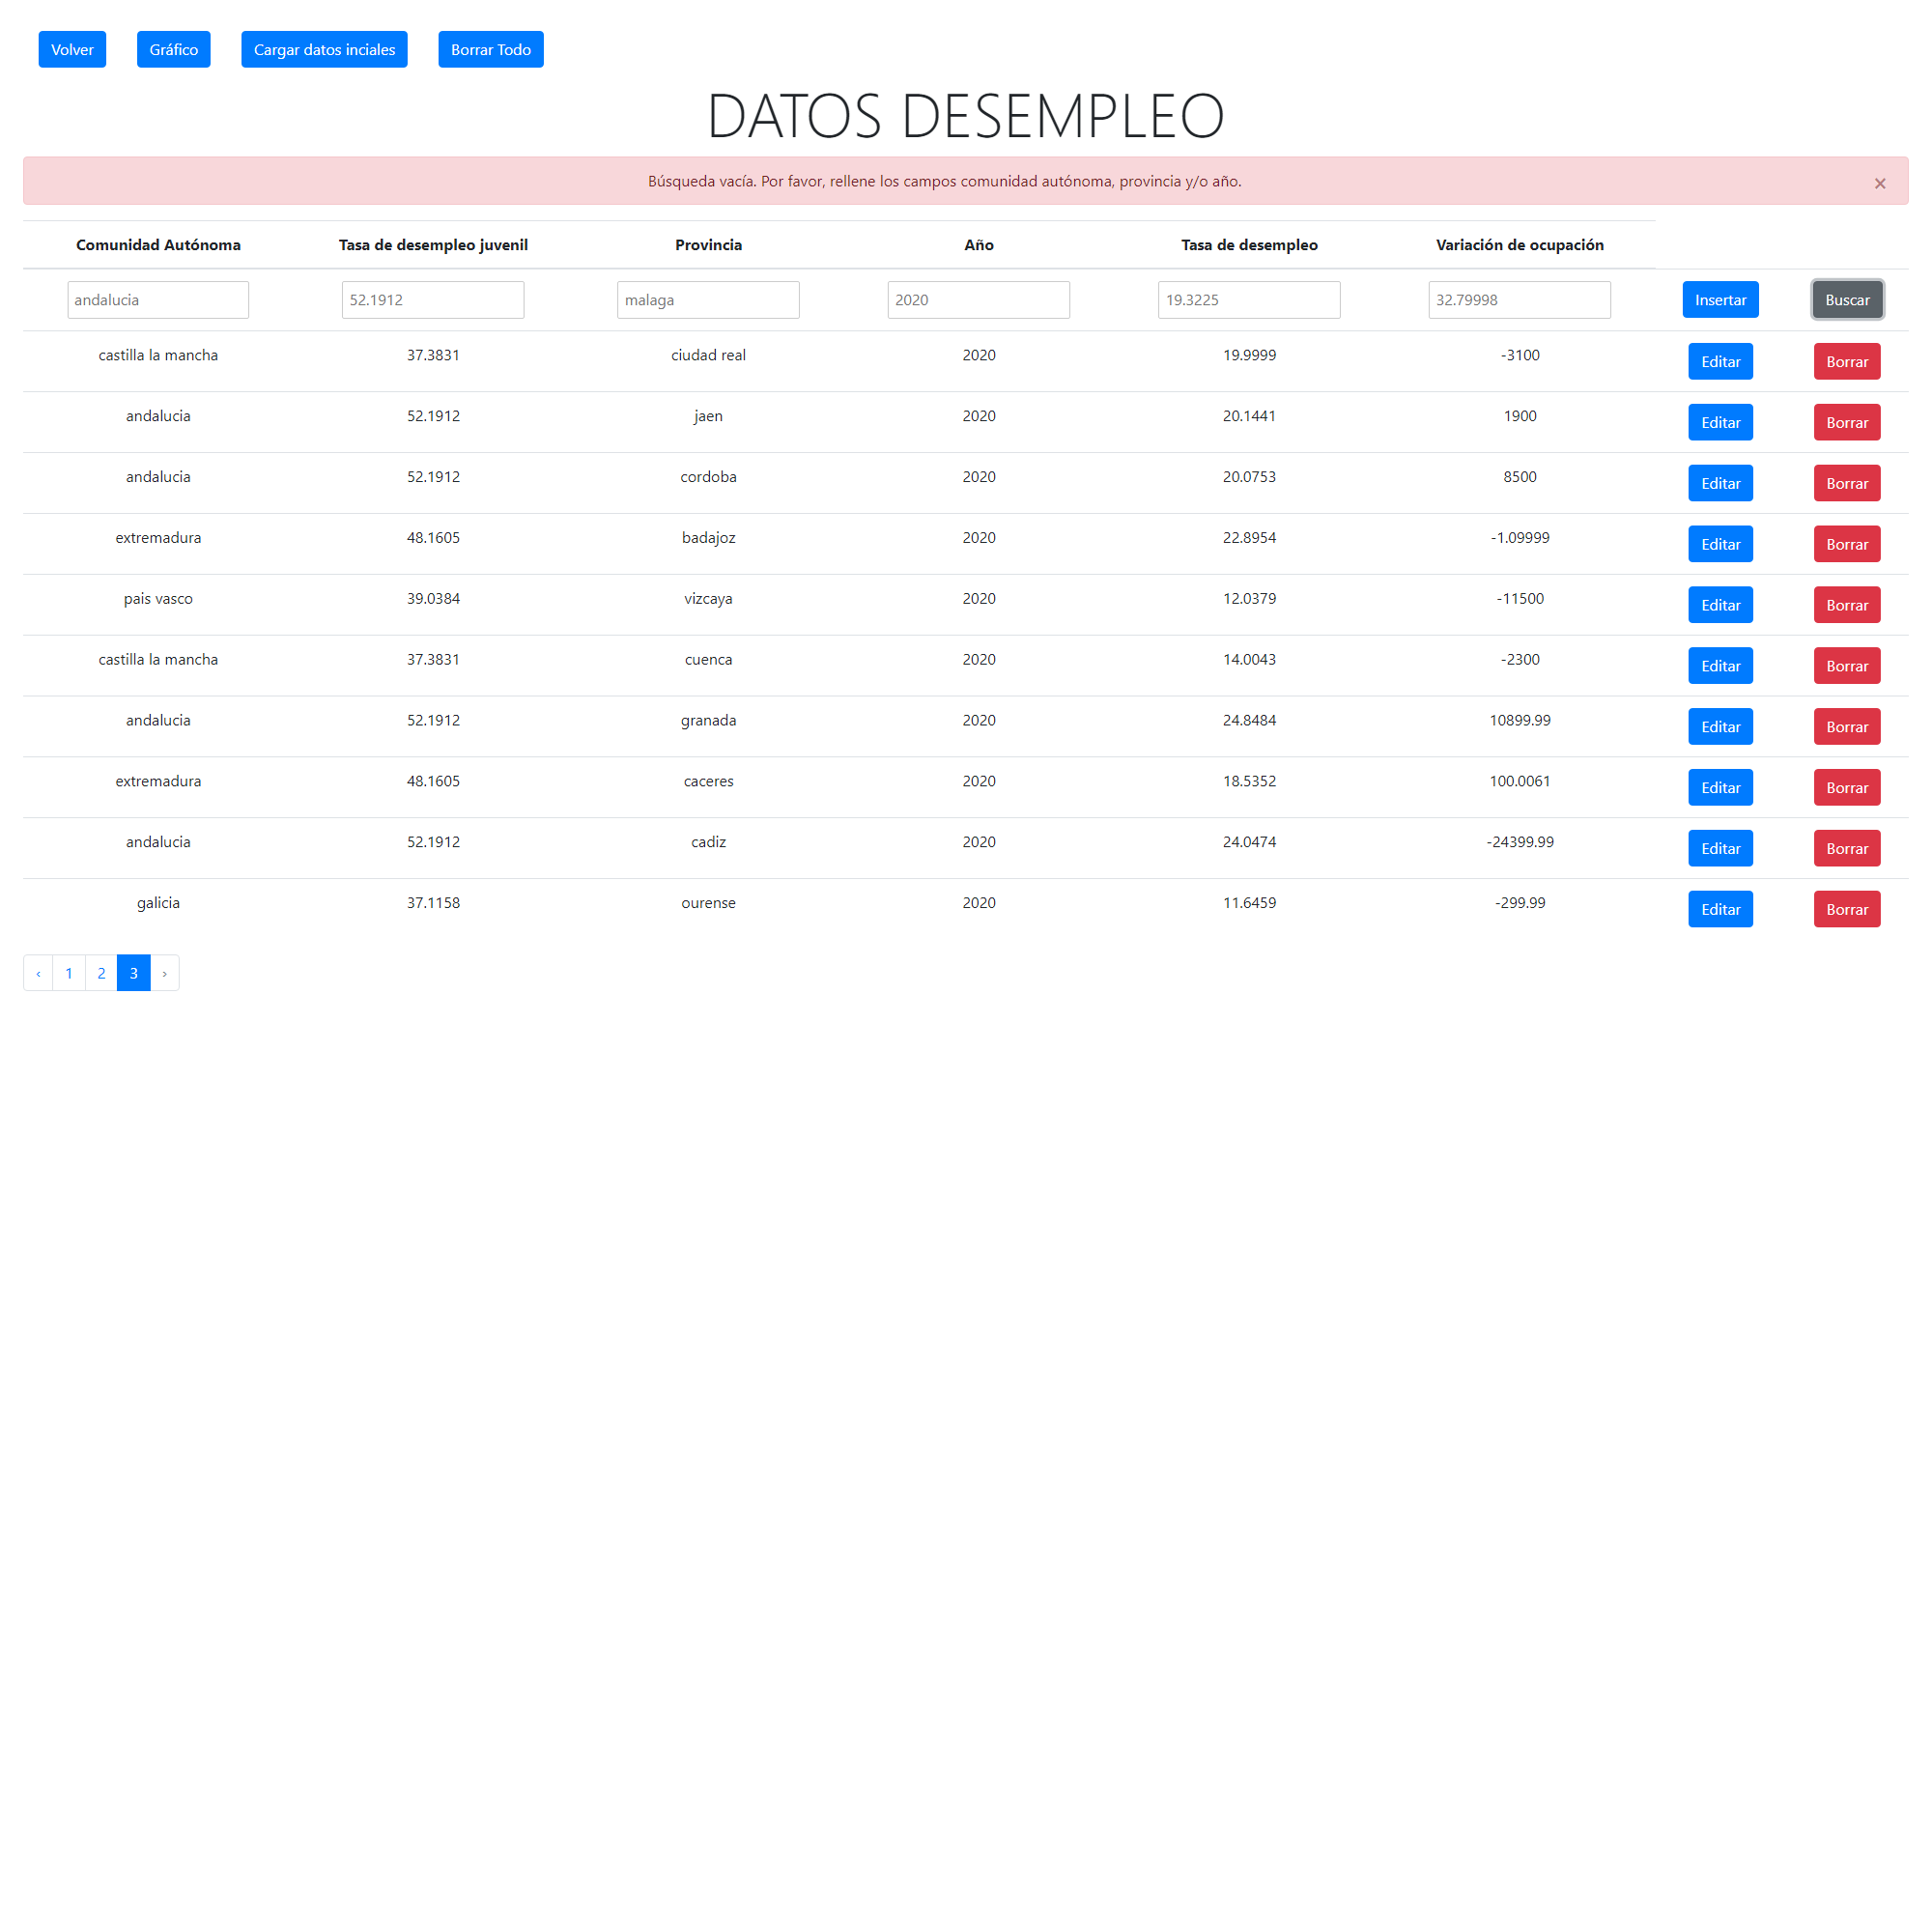 Volver Gráfico Cargar datos inciales Borrar Todo
DATOS DESEMPLEO
Búsqueda vacía. Por favor, rellene los campos comunidad autónoma, provincia y/o año. ×
Comunidad Autónoma Tasa de desempleo juvenil Provincia Año Tasa de desempleo Variación de ocupación
andalucia 52.1912 malaga 2020 19.3225 32.79998 Insertar Buscar
castilla la mancha 37.3831 ciudad real 2020 19.9999 -3100 Editar Borrar
andalucia 52.1912 jaen 2020 20.1441 1900 Editar Borrar
andalucia 52.1912 cordoba 2020 20.0753 8500 Editar Borrar
extremadura 48.1605 badajoz 2020 22.8954 -1.09999 Editar Borrar
pais vasco 39.0384 vizcaya 2020 12.0379 -11500 Editar Borrar
castilla la mancha 37.3831 cuenca 2020 14.0043 -2300 Editar Borrar
andalucia 52.1912 granada 2020 24.8484 10899.99 Editar Borrar
extremadura 48.1605 caceres 2020 18.5352 100.0061 Editar Borrar
andalucia 52.1912 cadiz 2020 24.0474 -24399.99 Editar Borrar
galicia 37.1158 ourense 2020 11.6459 -299.99 Editar Borrar
‹ 1 2 3 ›